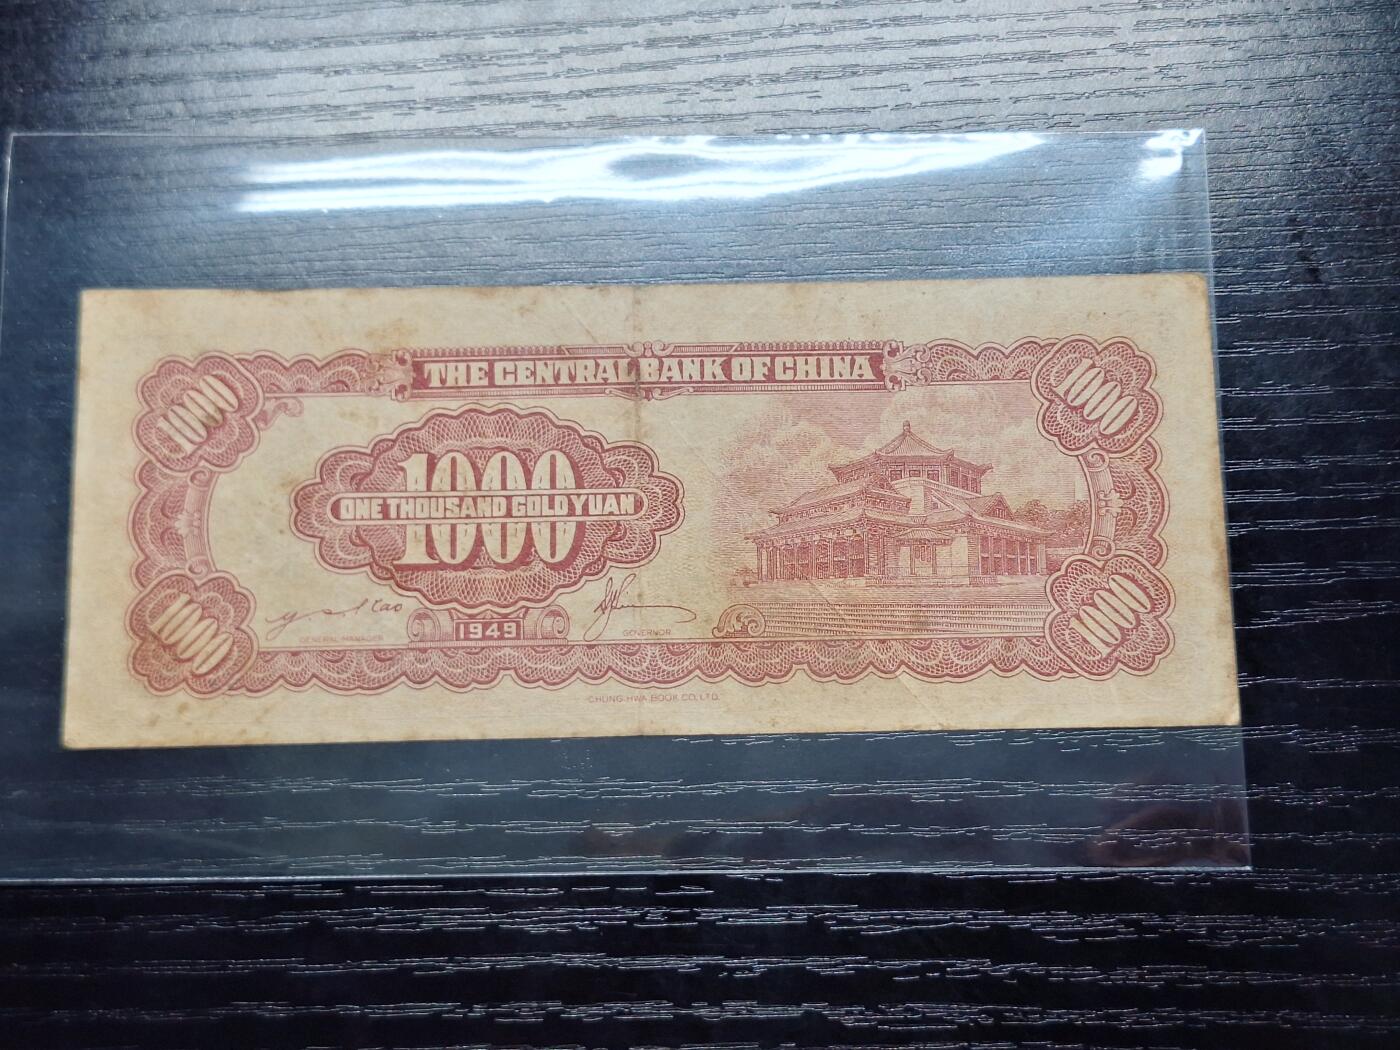 THE CENTRAL BANK OF CHINA
1000
1000
1000
ONE THOUSAND GOLD YUAN
1000
1000
1949
GENERAL MANAGER
GOVERNOR
CHUNG HWA BOOK CO., LTD.